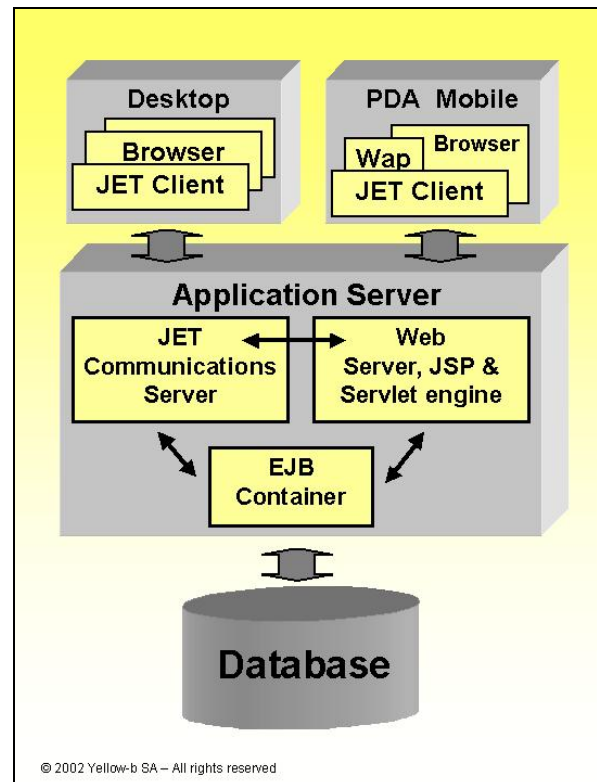 Desktop
Browser
JET Client
PDA Mobile
Browser
Wap
JET Client
Application Server
JET
Communications
Server
Web
Server, JSP &
Servlet engine
EJB
Container
Database
© 2002 Yellow-b SA – All rights reserved